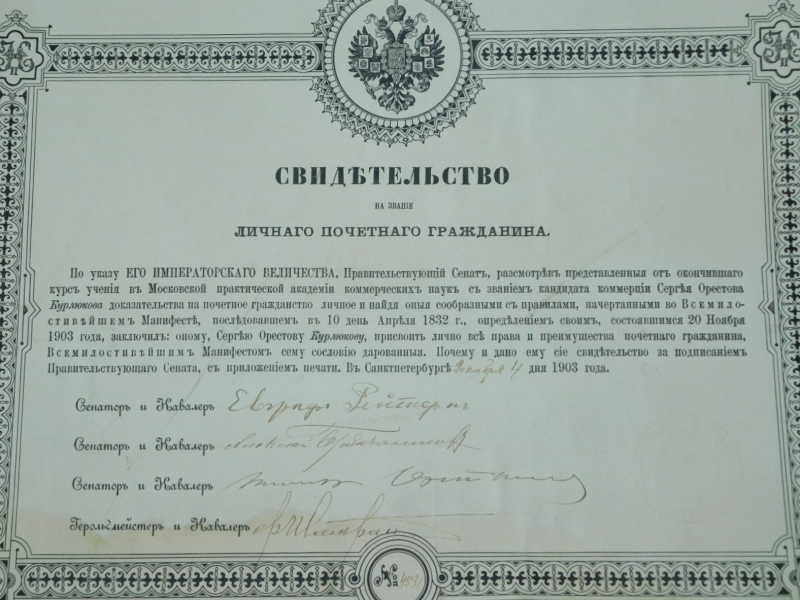 СВИДѢТЕЛЬСТВО
НА ЗВАНІЕ
ЛИЧНАГО ПОЧЕТНАГО ГРАЖДАНИНА.
По указу ЕГО ИМПЕРАТОРСКАГО ВЕЛИЧЕСТВА, Правительствующій Сенатъ, разсмотрѣвъ представленныя отъ окончившаго
курсъ ученія въ Московской практической академіи коммерческихъ наукъ съ званіемъ кандидата коммерціи Сергѣя Орестова
Курлюкова доказательства на почетное гражданство личное и найдя оныя сообразными съ правилами, начертанными во Всемило-
стивѣйшемъ Манифестѣ, послѣдовавшемъ въ 10 день Апрѣля 1832 г., опредѣленіемъ своимъ, состоявшимся 20 Ноября
1903 года, заключилъ: оному, Сергѣю Орестову Курлюкову, присвоить лично всѣ права и преимущества почетнаго гражданина,
Всемилостивѣйшимъ Манифестомъ сему сословію дарованныя. Почему и дано ему сіе свидѣтельство за подписаніемъ
Правительствующаго Сената, съ приложеніемъ печати. Въ Санктпетербургѣ Декабря 4 дня 1903 года.
Сенаторъ и Кавалеръ Евграфъ
Сенаторъ и Кавалеръ
Сенаторъ и Кавалеръ
Герольдмейстеръ и Кавалеръ
№